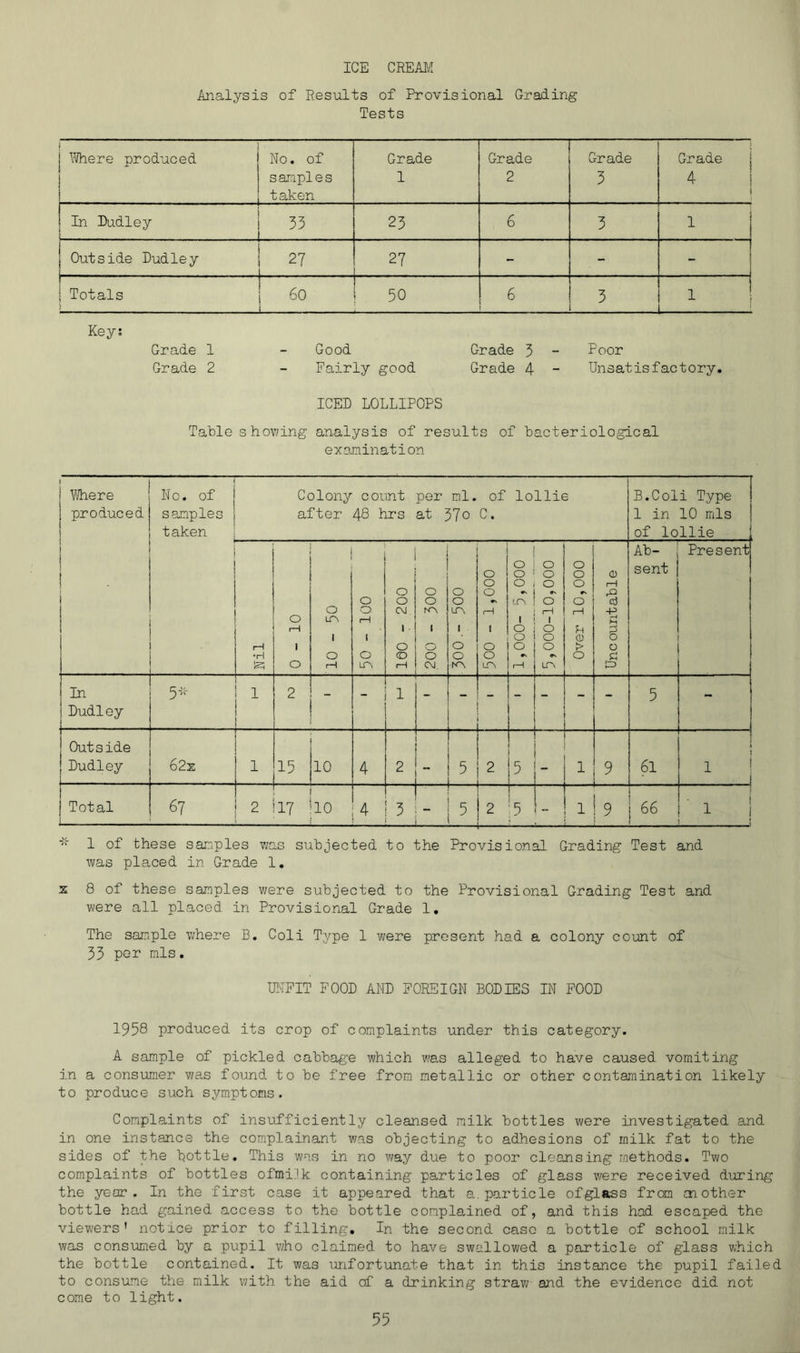 ICE CREAM
Analysis of Results of Provisional Grading
Tests
Where produced | No. of samples taken | Grade 1 | Grade 2 | Grade 3 | Grade 4
In Dudley | 33 | 23 | 6 | 3 | 1
Outside Dudley | 27 | 27 | - | - | -
Totals | 60 | 50 | 6 | 3 | 1
Key:
Grade 1 - Good Grade 3 - Poor
Grade 2 - Fairly good Grade 4 - Unsatisfactory.
ICED LOLLIPOPS
Table showing analysis of results of bacteriological
examination
Where produced | No. of samples taken | Colony count per ml. of lollie after 48 hrs at 37o C. | B.Coli Type 1 in 10 mls of lollie
Nil | 0 - 10 | 10 - 50 | 50 - 100 | 100 - 200 | 200 - 300 | 300 - 500 | 500 - 1,000 | 1,000- 5,000 | 5,000-10,000 | Over 10,000 | Uncountable | Ab-sent | Present
In Dudley | 5* | 1 | 2 | - | - | 1 | - | - | - | - | - | - | - | 5 | -
Outside Dudley | 62x | 1 | 15 | 10 | 4 | 2 | - | 5 | 2 | 5 | - | 1 | 9 | 61 | 1
Total | 67 | 2 | 17 | 10 | 4 | 3 | - | 5 | 2 | 5 | - | 1 | 9 | 66 | 1
* 1 of these samples was subjected to the Provisional Grading Test and
was placed in Grade 1.
x 8 of these samples were subjected to the Provisional Grading Test and
were all placed in Provisional Grade 1.
The sample where B. Coli Type 1 were present had a colony count of
33 per mls.
UNFIT FOOD AND FOREIGN BODIES IN FOOD
1958 produced its crop of complaints under this category.
A sample of pickled cabbage which was alleged to have caused vomiting
in a consumer was found to be free from metallic or other contamination likely
to produce such symptoms.
Complaints of insufficiently cleansed milk bottles were investigated and
in one instance the complainant was objecting to adhesions of milk fat to the
sides of the bottle. This was in no way due to poor cleansing methods. Two
complaints of bottles ofmilk containing particles of glass were received during
the year. In the first case it appeared that a particle ofglass from another
bottle had gained access to the bottle complained of, and this had escaped the
viewers' notice prior to filling. In the second case a bottle of school milk
was consumed by a pupil who claimed to have swallowed a particle of glass which
the bottle contained. It was unfortunate that in this instance the pupil failed
to consume the milk with the aid of a drinking straw and the evidence did not
come to light.
55